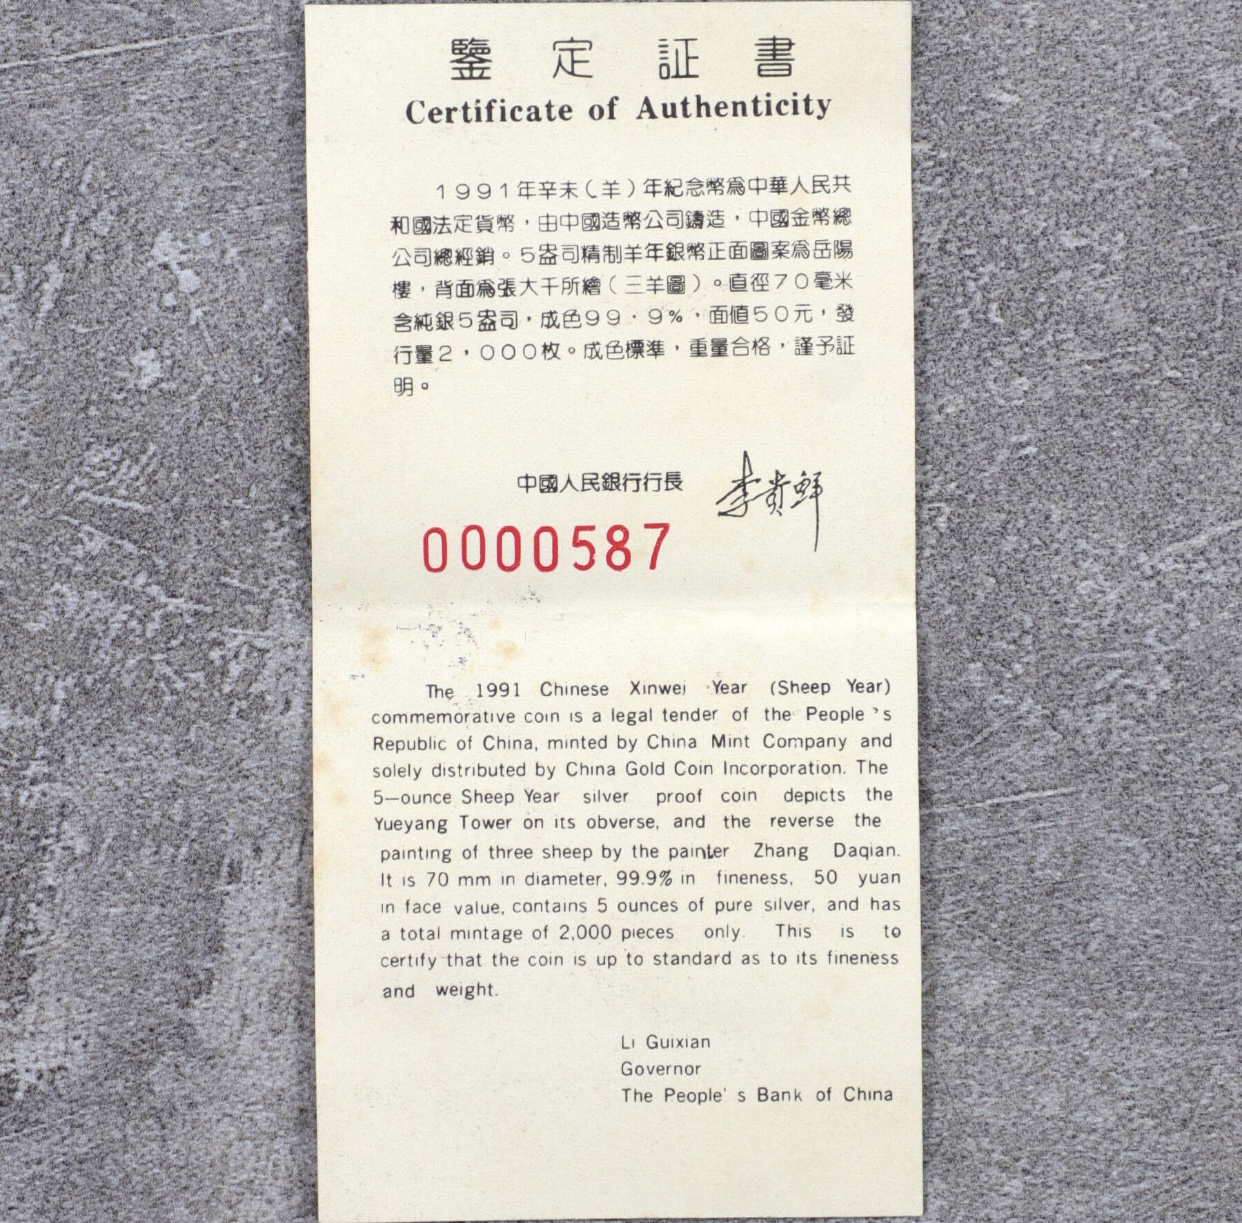 鑒定証書
Certificate of Authenticity
1991年辛未(羊)年紀念幣爲中華人民共
和國法定貨幣,由中國造幣公司鑄造,中國金幣總
公司總經銷。5盎司精制羊年銀幣正面圖案爲岳陽
樓,背面爲張大千所繪(三羊圖)。直徑70毫米
含純銀5盎司,成色99.9%,面值50元,發
行量2,000枚。成色標準,重量合格,謹予証
明。
中國人民銀行行長 李贵鲜
0000587
The 1991 Chinese Xinwei Year (Sheep Year)
commemorative coin is a legal tender of the People's
Republic of China, minted by China Mint Company and
solely distributed by China Gold Coin Incorporation. The
5-ounce Sheep Year silver proof coin depicts the
Yueyang Tower on its obverse, and the reverse the
painting of three sheep by the painter Zhang Daqian.
It is 70 mm in diameter, 99.9% in fineness, 50 yuan
in face value, contains 5 ounces of pure silver, and has
a total mintage of 2,000 pieces only. This is to
certify that the coin is up to standard as to its fineness
and weight.
Li Guixian
Governor
The People's Bank of China